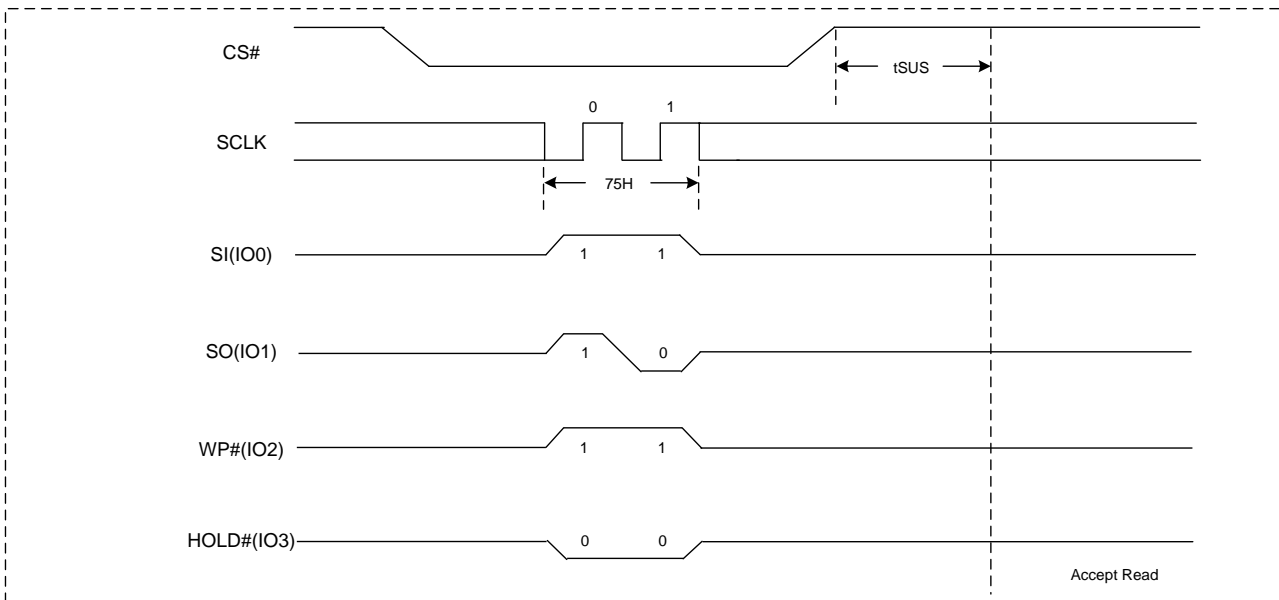 CS#
tSUS
0 1
SCLK
75H
SI(IO0)
1 1
SO(IO1)
1 0
WP#(IO2)
1 1
HOLD#(IO3)
0 0
Accept Read